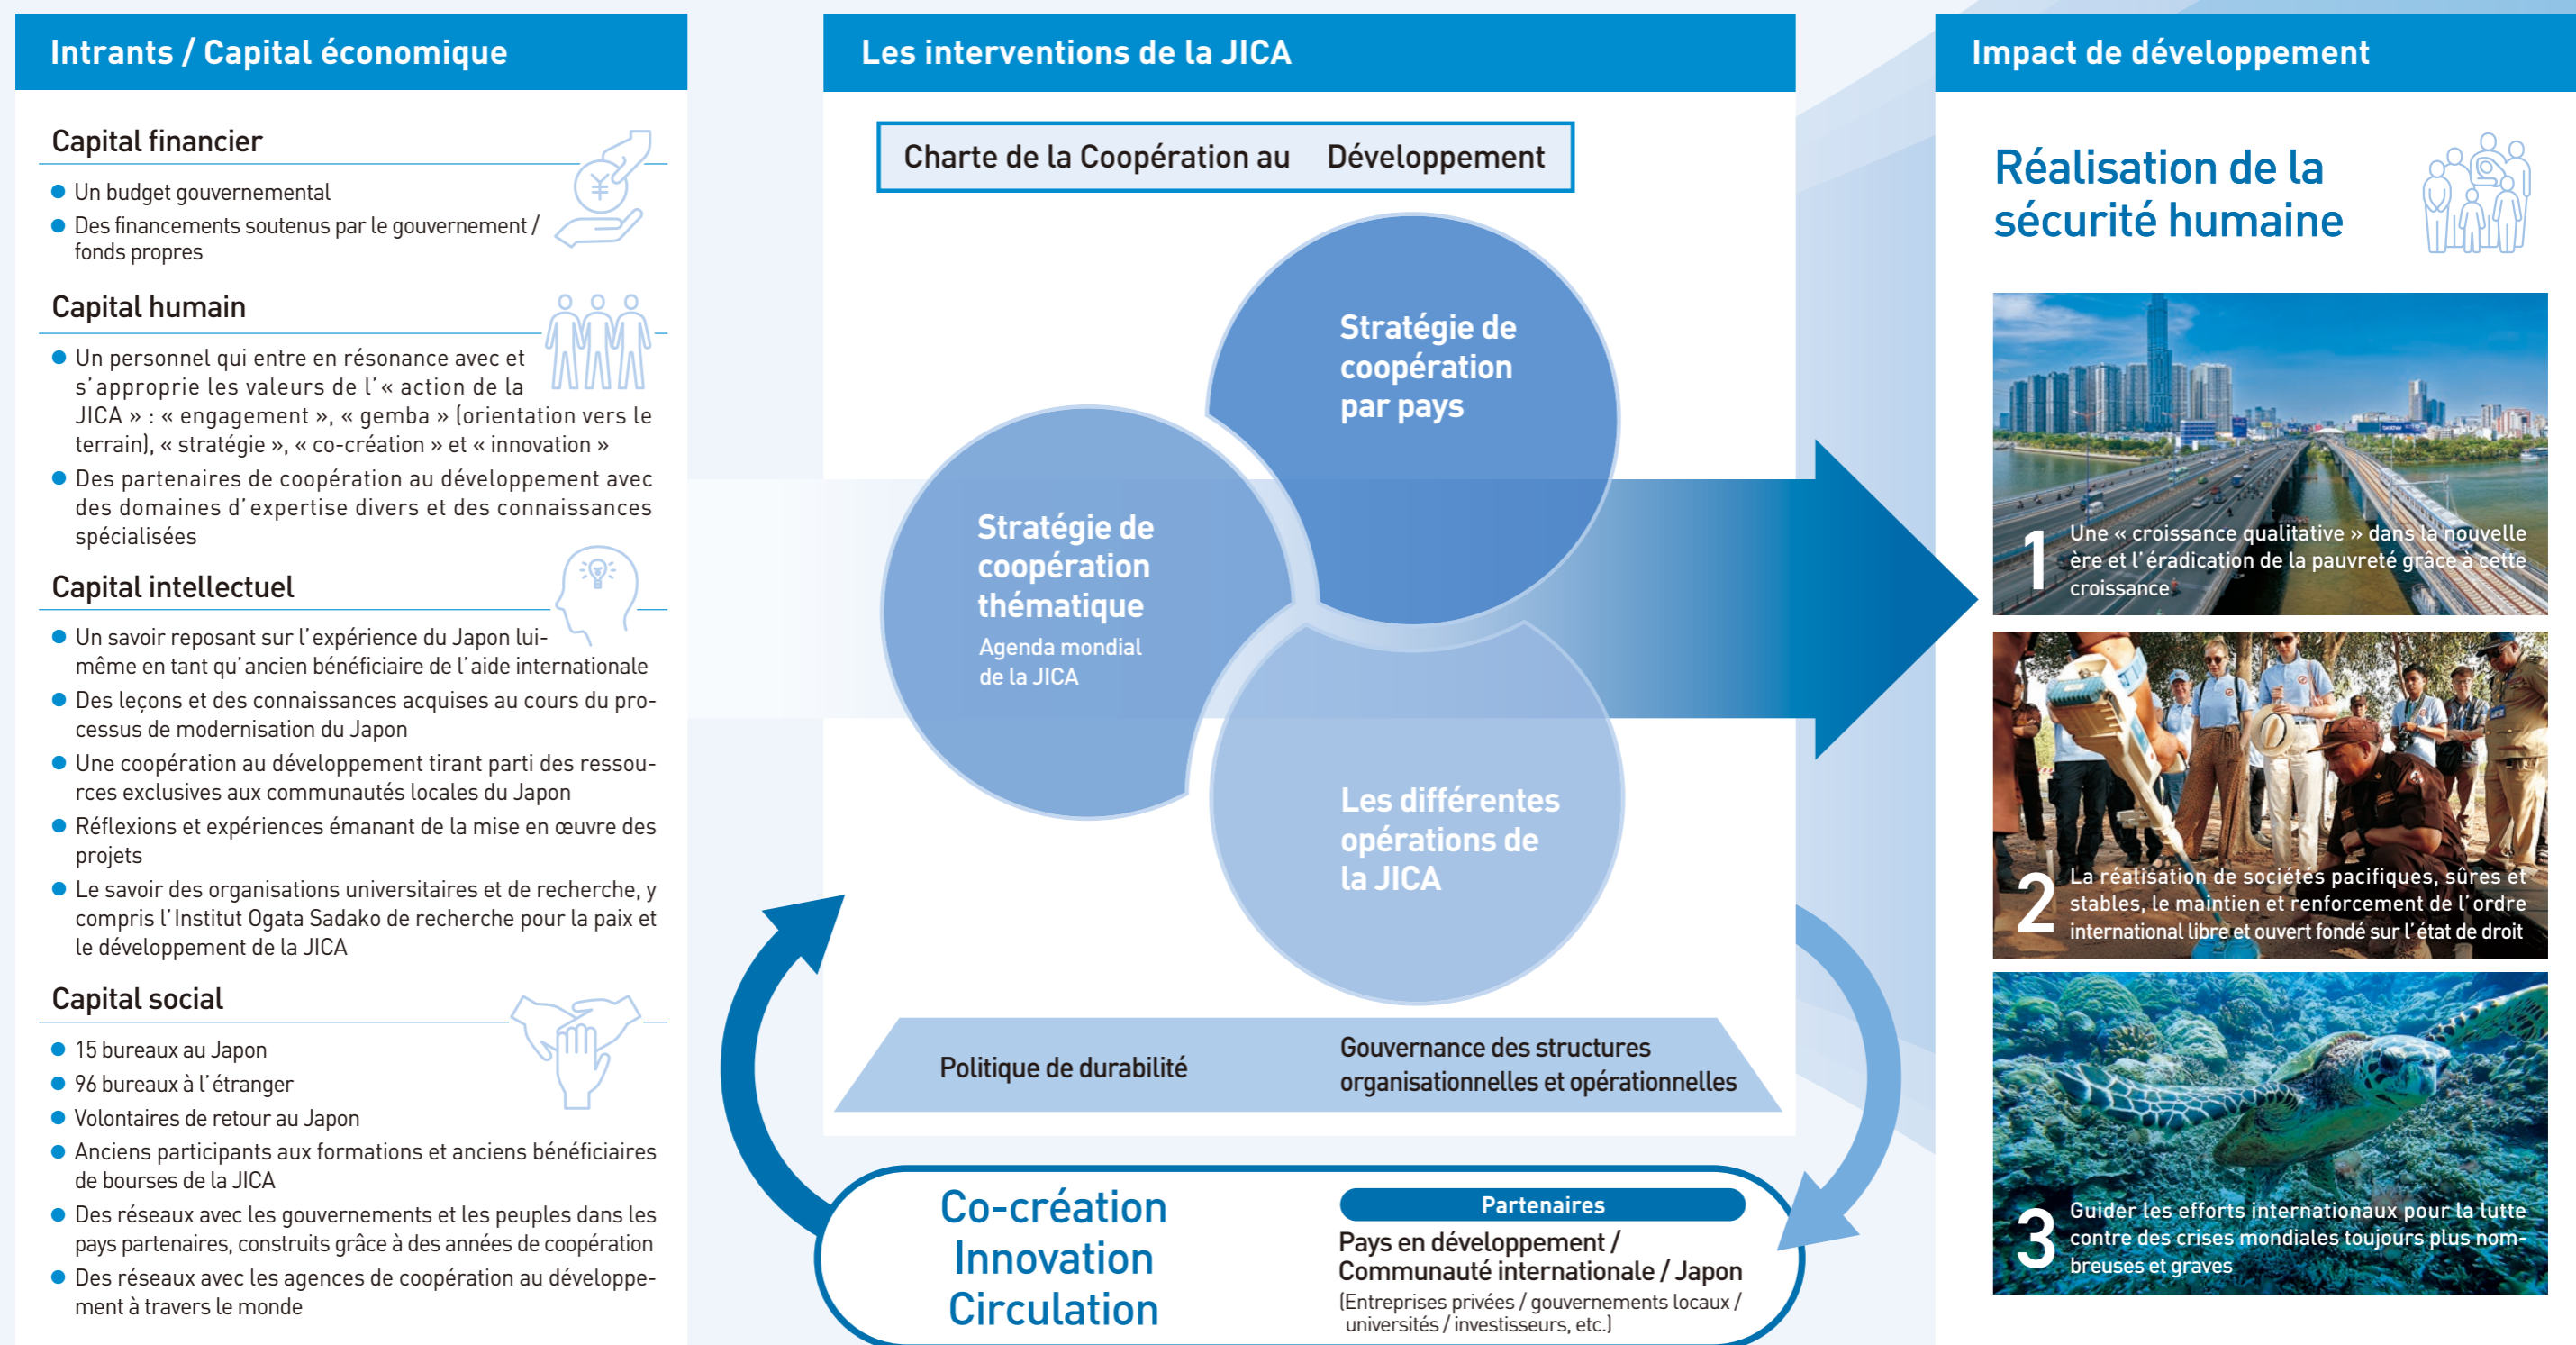 Intrants / Capital économique
Capital financier
● Un budget gouvernemental
● Des financements soutenus par le gouvernement /
fonds propres
Capital humain
● Un personnel qui entre en résonance avec et
s'approprie les valeurs de l'« action de la
JICA » : « engagement », « gemba » (orientation vers le
terrain), « stratégie », « co-création » et « innovation »
● Des partenaires de coopération au développement avec
des domaines d'expertise divers et des connaissances
spécialisées
Capital intellectuel
● Un savoir reposant sur l'expérience du Japon lui-
même en tant qu'ancien bénéficiaire de l'aide internationale
● Des leçons et des connaissances acquises au cours du pro-
cessus de modernisation du Japon
● Une coopération au développement tirant parti des ressou-
rces exclusives aux communautés locales du Japon
● Réflexions et expériences émanant de la mise en œuvre des
projets
● Le savoir des organisations universitaires et de recherche, y
compris l'Institut Ogata Sadako de recherche pour la paix et
le développement de la JICA
Capital social
● 15 bureaux au Japon
● 96 bureaux à l'étranger
● Volontaires de retour au Japon
● Anciens participants aux formations et anciens bénéficiaires
de bourses de la JICA
● Des réseaux avec les gouvernements et les peuples dans les
pays partenaires, construits grâce à des années de coopération
● Des réseaux avec les agences de coopération au développe-
ment à travers le monde
Les interventions de la JICA
Charte de la Coopération au Développement
Stratégie de
coopération
par pays
Stratégie de
coopération
thématique
Agenda mondial
de la JICA
Les différentes
opérations de
la JICA
Politique de durabilité
Gouvernance des structures
organisationnelles et opérationnelles
Co-création
Innovation
Circulation
Partenaires
Pays en développement /
Communauté internationale / Japon
(Entreprises privées / gouvernements locaux /
universités / investisseurs, etc.)
Impact de développement
Réalisation de la
sécurité humaine
1 Une « croissance qualitative » dans la nouvelle
ère et l'éradication de la pauvreté grâce à cette
croissance
2 La réalisation de sociétés pacifiques, sûres et
stables, le maintien et renforcement de l'ordre
international libre et ouvert fondé sur l'état de droit
3 Guider les efforts internationaux pour la lutte
contre des crises mondiales toujours plus nom-
breuses et graves